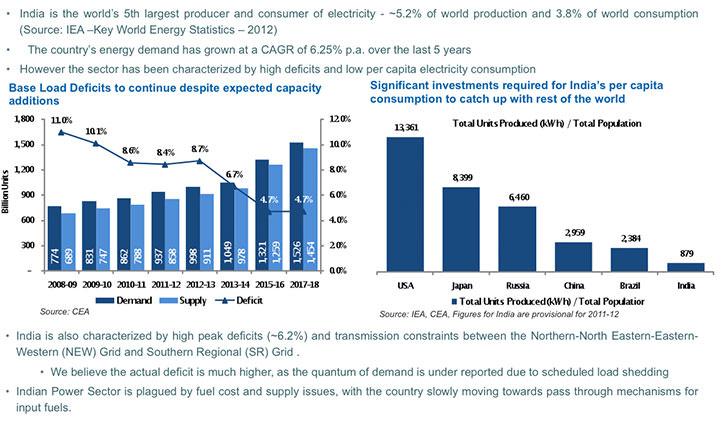 • India is the world's 5th largest producer and consumer of electricity - ~5.2% of world production and 3.8% of world consumption
(Source: IEA –Key World Energy Statistics – 2012)
• The country's energy demand has grown at a CAGR of 6.25% p.a. over the last 5 years
• However the sector has been characterized by high deficits and low per capita electricity consumption
Base Load Deficits to continue despite expected capacity
additions
1,800
1,500
1,200
900
600
300
-
Billion Units
12.0%
10.0%
8.0%
6.0%
4.0%
2.0%
0.0%
11.0%
10.1%
8.6%
8.4%
8.7%
6.7%
4.7%
4.7%
774
689
831
747
862
788
937
858
998
911
1,049
978
1,321
1,259
1,526
1,454
2008-09 2009-10 2010-11 2011-12 2012-13 2013-14 2015-16 2017-18
Demand Supply Deficit
Source: CEA
Significant investments required for India's per capita
consumption to catch up with rest of the world
Total Units Produced (kWh) / Total Population
13,361
8,399
6,460
2,959
2,384
879
USA Japan Russia China Brazil India
Total Units Produced (kWh) / Total Population
Source: IEA, CEA, Figures for India are provisional for 2011-12
• India is also characterized by high peak deficits (~6.2%) and transmission constraints between the Northern-North Eastern-Eastern-
Western (NEW) Grid and Southern Regional (SR) Grid .
• We believe the actual deficit is much higher, as the quantum of demand is under reported due to scheduled load shedding
• Indian Power Sector is plagued by fuel cost and supply issues, with the country slowly moving towards pass through mechanisms for
input fuels.